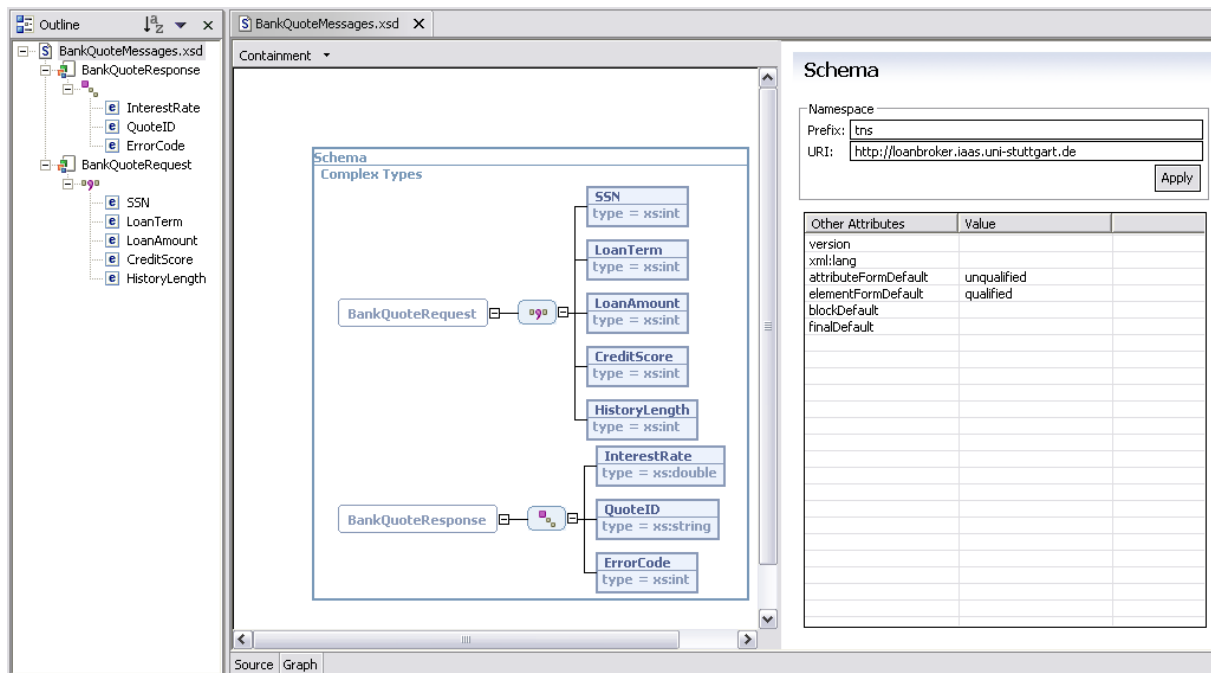 Outline
BankQuoteMessages.xsd
BankQuoteResponse
InterestRate
QuoteID
ErrorCode
BankQuoteRequest
SSN
LoanTerm
LoanAmount
CreditScore
HistoryLength
BankQuoteMessages.xsd
Containment
Schema
Complex Types
BankQuoteRequest
SSN
type = xs:int
LoanTerm
type = xs:int
LoanAmount
type = xs:int
CreditScore
type = xs:int
HistoryLength
type = xs:int
BankQuoteResponse
InterestRate
type = xs:double
QuoteID
type = xs:string
ErrorCode
type = xs:int
Source Graph
Schema
Namespace
Prefix: tns
URI: http://loanbroker.iaas.uni-stuttgart.de
Apply
Other Attributes Value
version
xml:lang
attributeFormDefault unqualified
elementFormDefault qualified
blockDefault
finalDefault